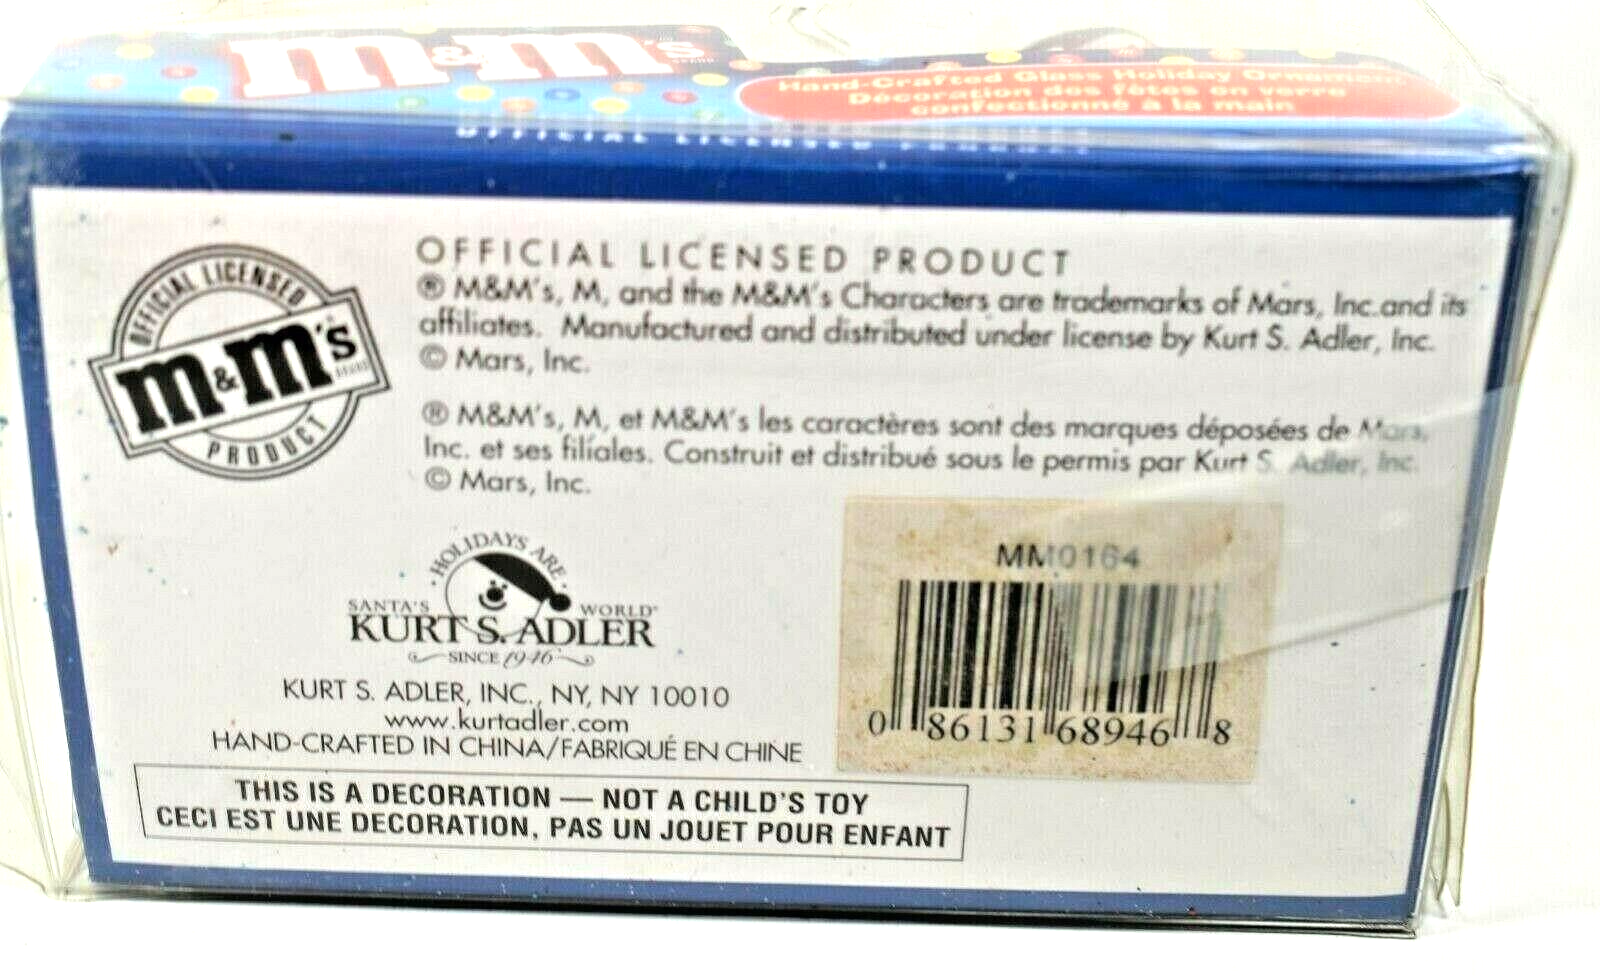 m&m's
Hand-Crafted Glass Holiday Ornament
Décoration des fêtes en verre
confectionné à la main
OFFICIAL LICENSED PRODUCT
OFFICIAL LICENSED
m&m's
BRAND
PRODUCT
OFFICIAL LICENSED PRODUCT
® M&M's, M, and the M&M's Characters are trademarks of Mars, Inc.and its
affiliates. Manufactured and distributed under license by Kurt S. Adler, Inc.
© Mars, Inc.
® M&M's, M, et M&M's les caractères sont des marques déposées de Mars,
Inc. et ses filiales. Construit et distribué sous le permis par Kurt S. Adler, Inc.
© Mars, Inc.
HOLIDAYS ARE
SANTA'S WORLD
KURT S. ADLER
SINCE 1946
KURT S. ADLER, INC., NY, NY 10010
www.kurtadler.com
HAND-CRAFTED IN CHINA/FABRIQUÉ EN CHINE
THIS IS A DECORATION — NOT A CHILD'S TOY
CECI EST UNE DECORATION, PAS UN JOUET POUR ENFANT
MM0164
0 86131 68946 8